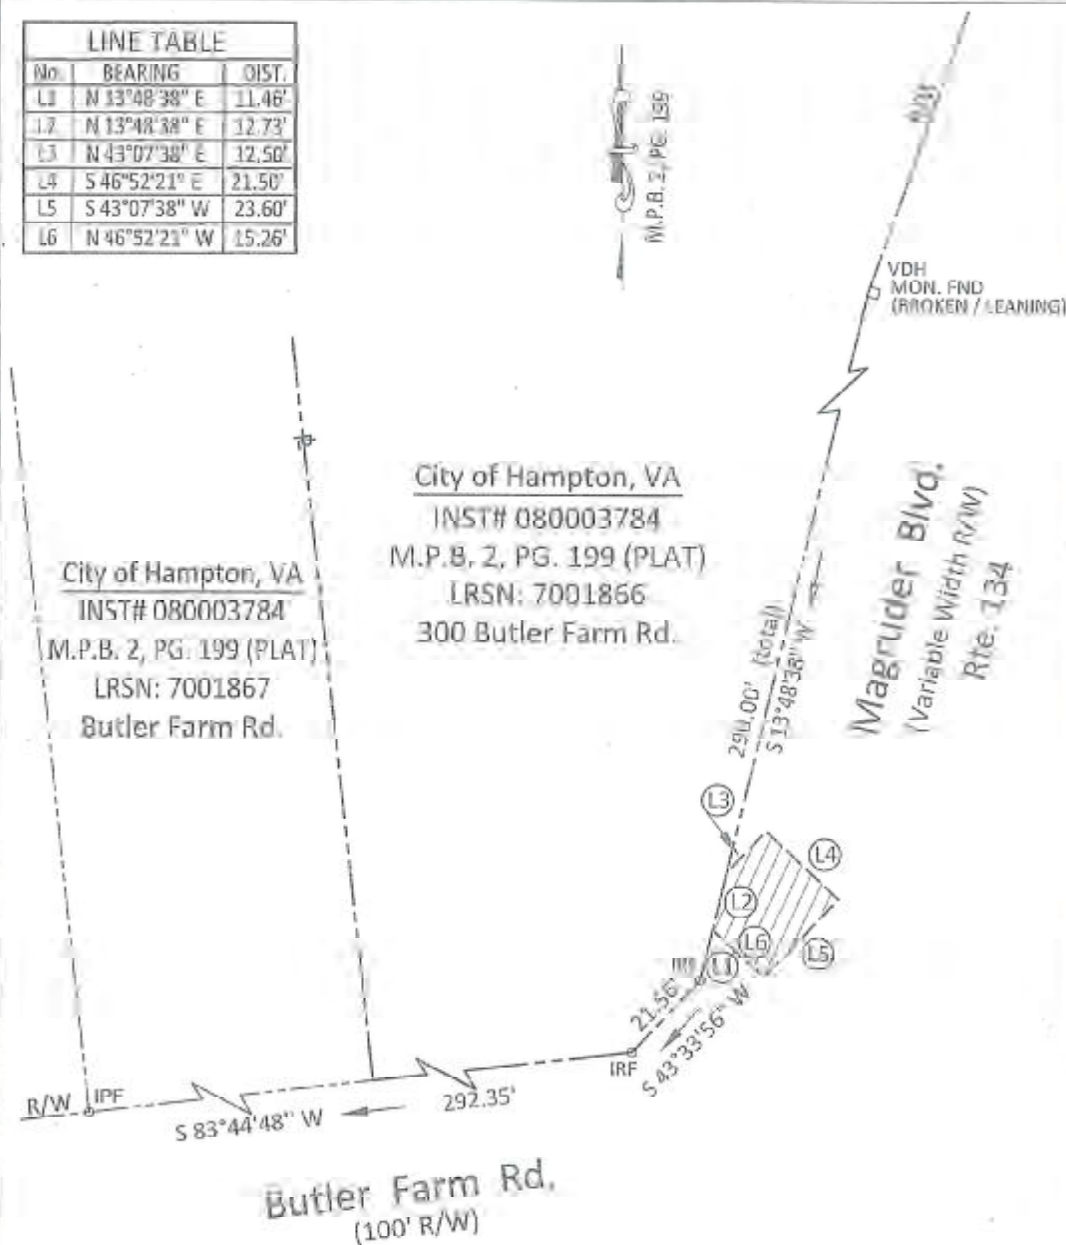 LINE TABLE
No. BEARING DIST.
L1 N 13°48'38" E 11.46'
L2 N 13°48'38" E 12.73'
L3 N 43°07'38" E 12.50'
L4 S 46°52'21" E 21.50'
L5 S 43°07'38" W 23.60'
L6 N 46°52'21" W 15.26'
M.P.B. 2, PG. 199
R/W
VDH
MON. FND
(BROKEN / LEANING)
City of Hampton, VA
INST# 080003784
M.P.B. 2, PG. 199 (PLAT)
LRSN: 7001866
300 Butler Farm Rd.
City of Hampton, VA
INST# 080003784
M.P.B. 2, PG. 199 (PLAT)
LRSN: 7001867
Butler Farm Rd.
Magruder Blvd.
(Variable Width R/W)
Rte. 134
290.00' (total)
S 13°48'38" W
L3
L4
L2
L6
L5
L1
21.56'
S 43°33'56" W
IRF
R/W
IPF
S 83°44'48" W
292.35'
Butler Farm Rd.
(100' R/W)